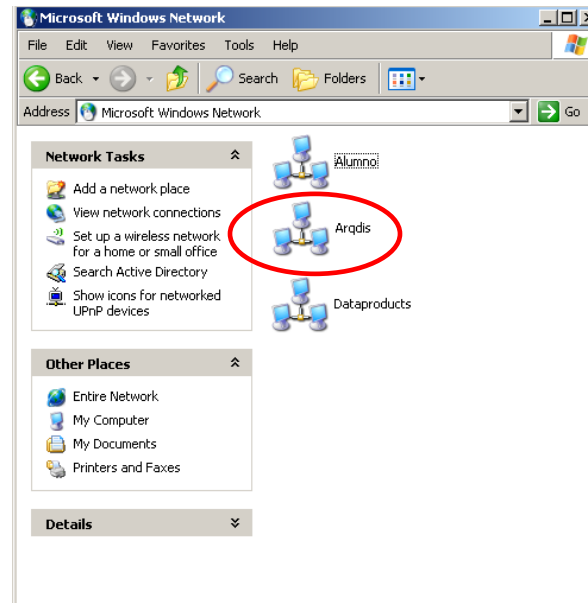 Microsoft Windows Network
File Edit View Favorites Tools Help
Back Search Folders
Address Microsoft Windows Network Go
Network Tasks
Add a network place
View network connections
Set up a wireless network
for a home or small office
Search Active Directory
Show icons for networked
UPnP devices
Other Places
Entire Network
My Computer
My Documents
Printers and Faxes
Details
Alumno
Arqdis
Dataproducts